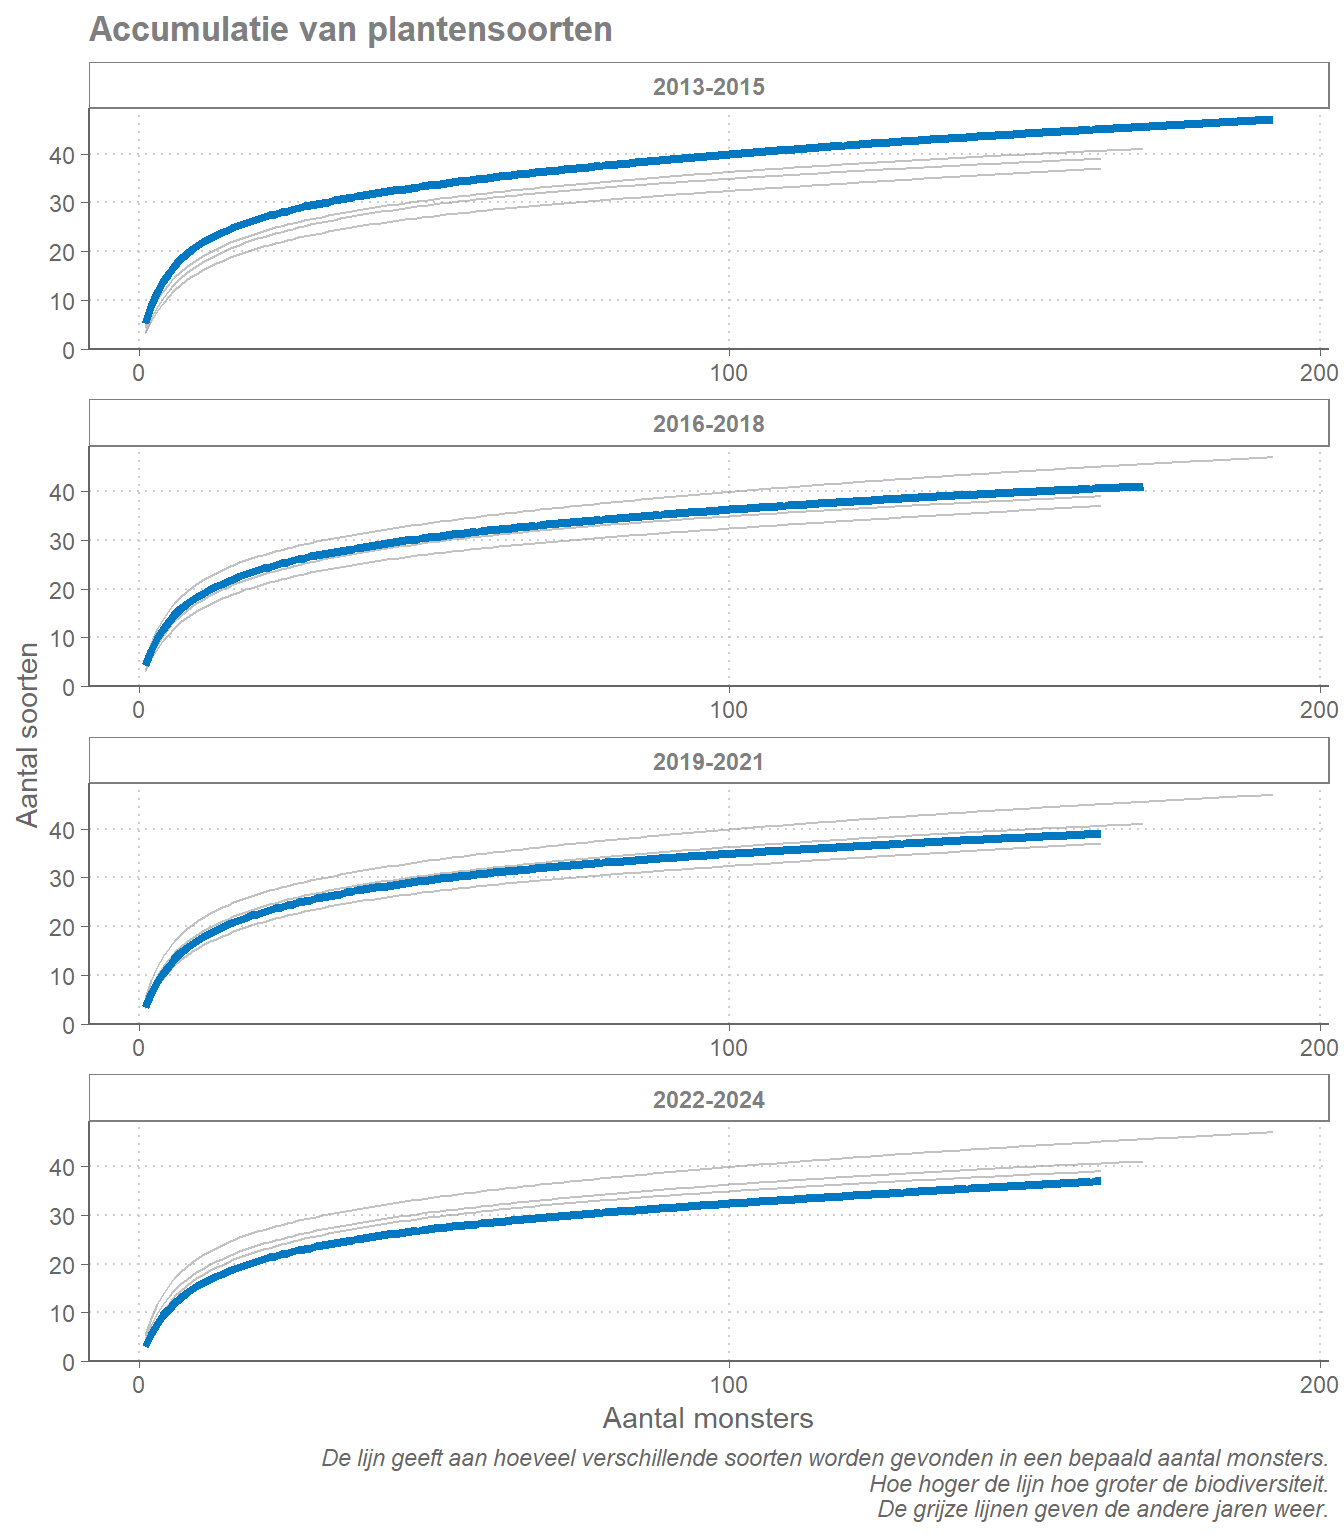 Accumulatie van plantensoorten
2013-2015
40
30
20
10
0
0 100 200
2016-2018
40
30
20
10
0
0 100 200
Aantal soorten
2019-2021
40
30
20
10
0
0 100 200
2022-2024
40
30
20
10
0
0 100 200
Aantal monsters
De lijn geeft aan hoeveel verschillende soorten worden gevonden in een bepaald aantal monsters.
Hoe hoger de lijn hoe groter de biodiversiteit.
De grijze lijnen geven de andere jaren weer.